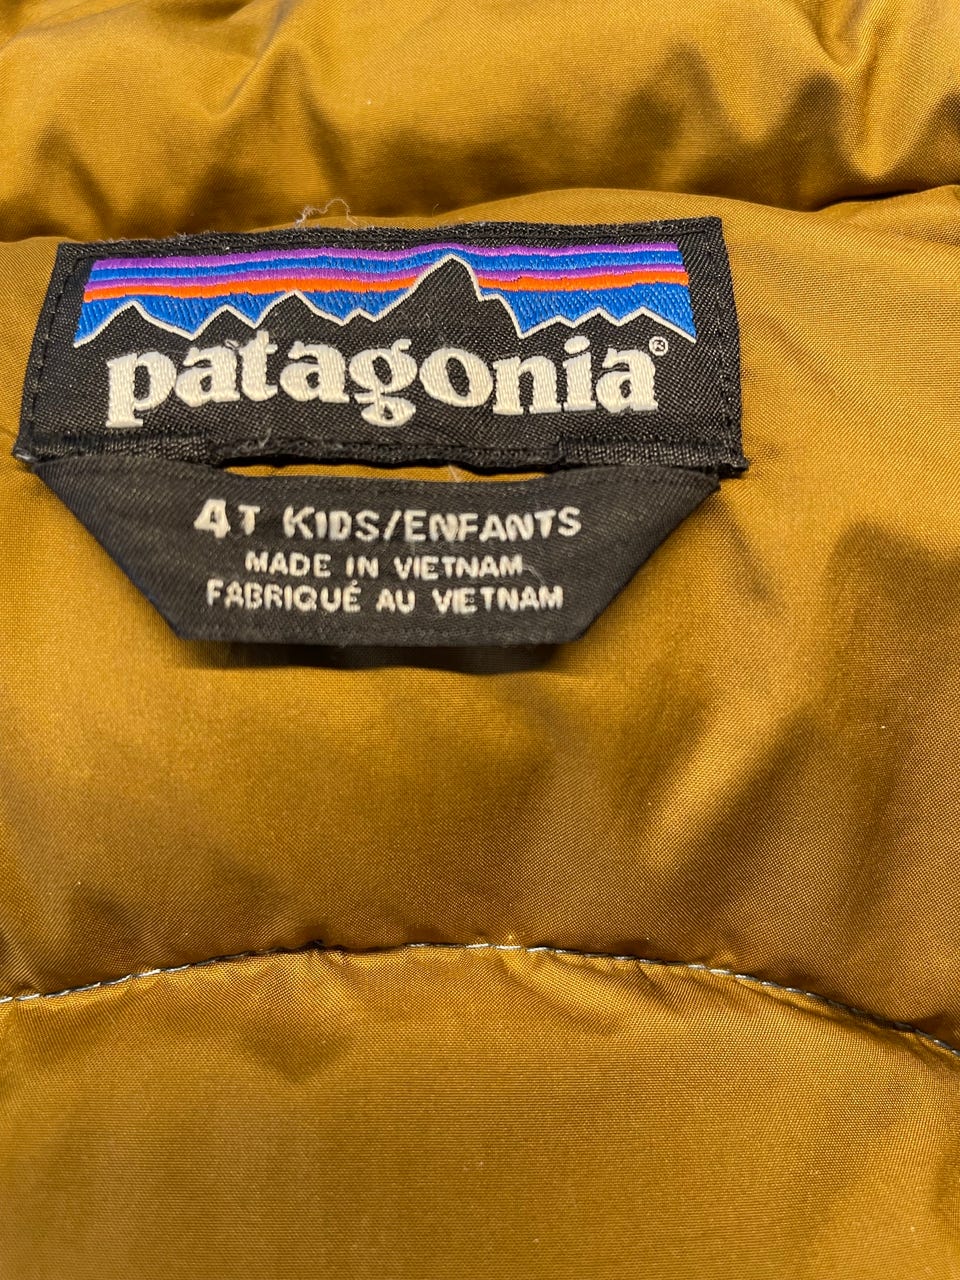 patagonia®
4T KIDS/ENFANTS
MADE IN VIETNAM
FABRIQUÉ AU VIETNAM